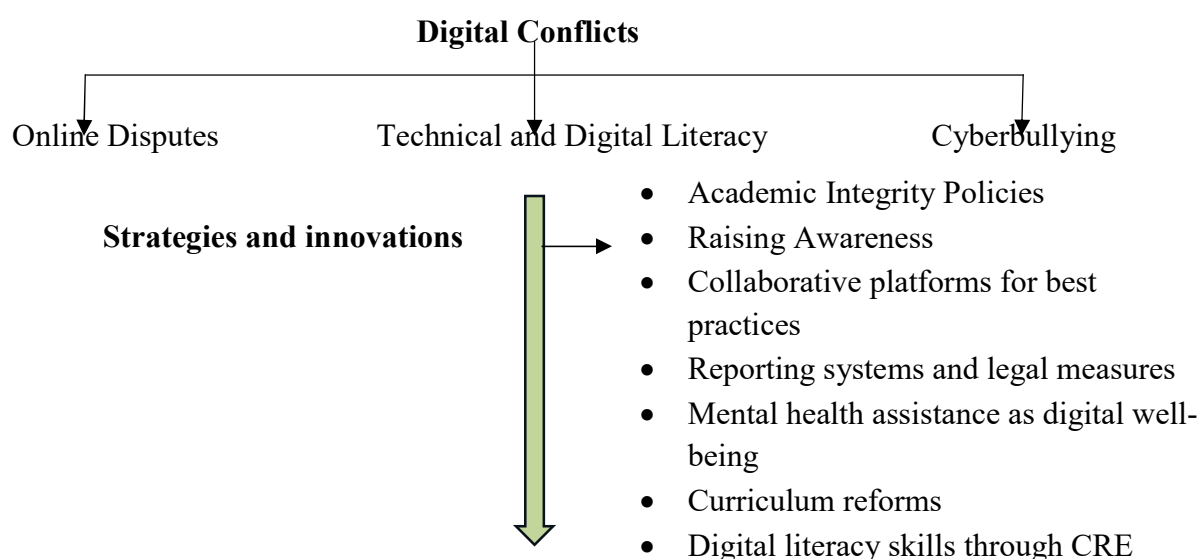 Digital Conflicts
Online Disputes Technical and Digital Literacy Cyberbullying
Strategies and innovations
• Academic Integrity Policies
• Raising Awareness
• Collaborative platforms for best
practices
• Reporting systems and legal measures
• Mental health assistance as digital well-
being
• Curriculum reforms
• Digital literacy skills through CRE